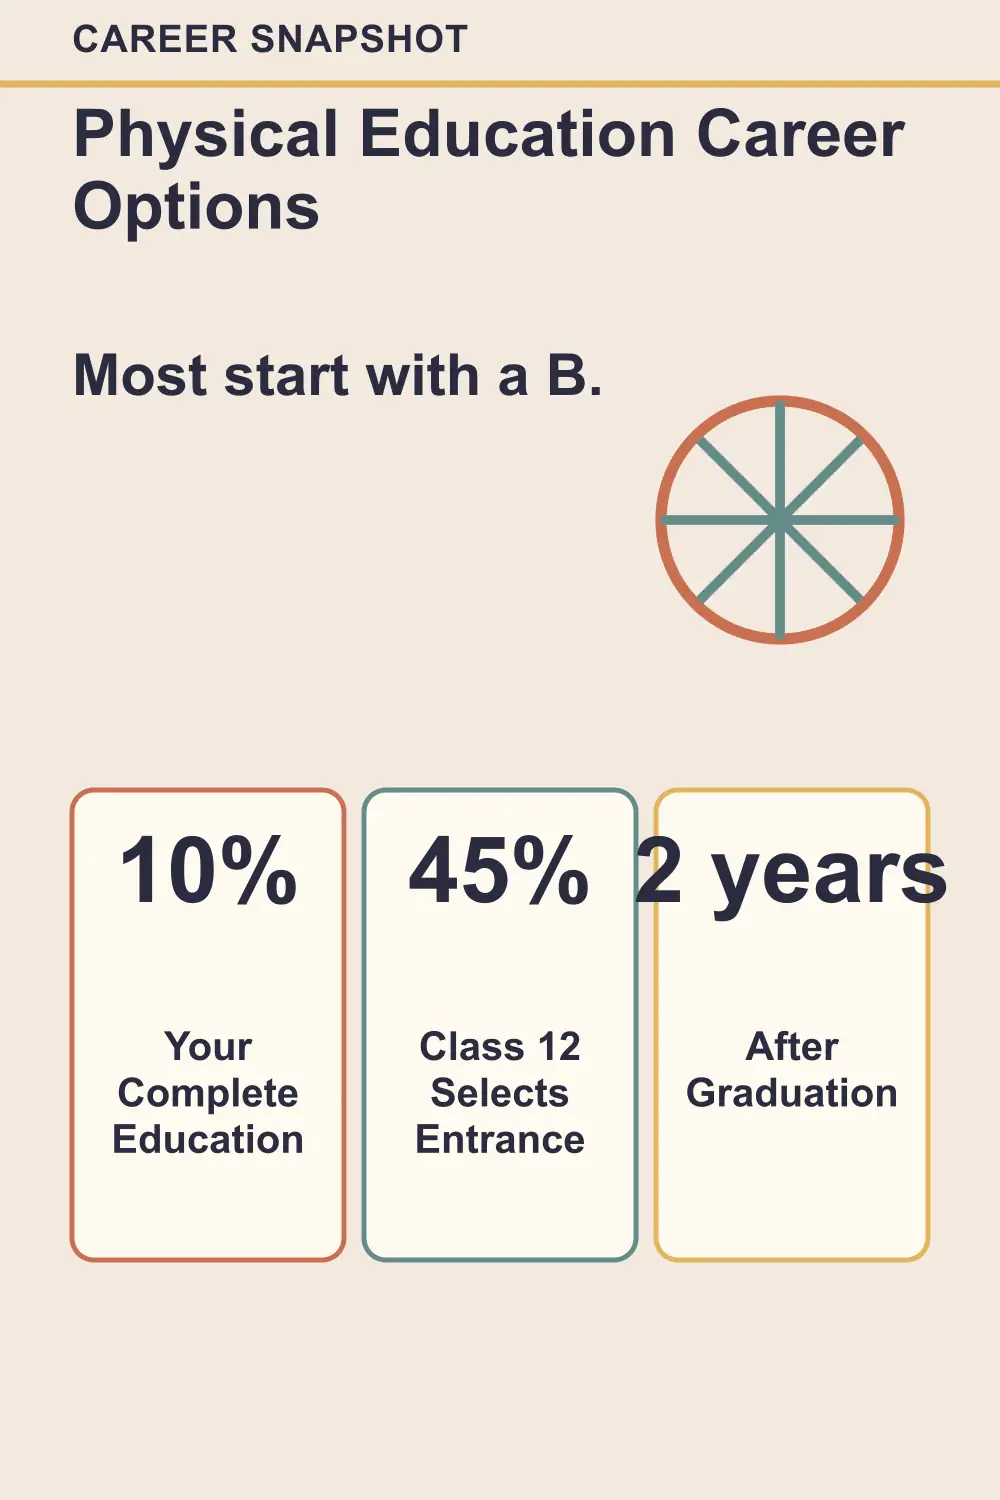 CAREER SNAPSHOT
Physical Education Career
Options
Most start with a B.
10%
Your
Complete
Education
45%
Class 12
Selects
Entrance
2 years
After
Graduation